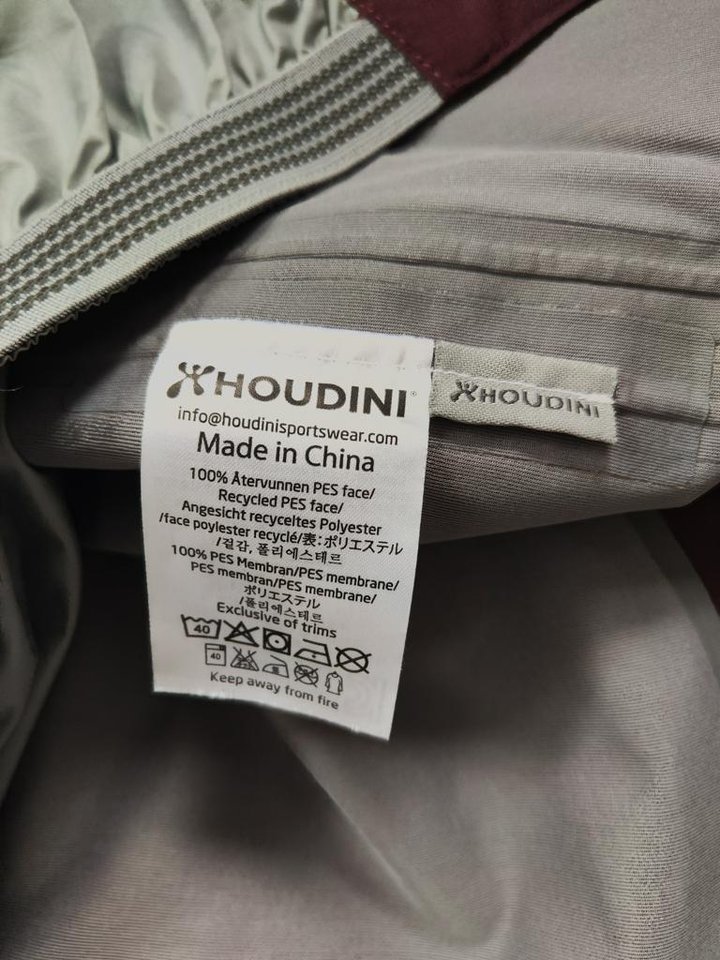 HOUDINI
info@houdinisportswear.com
Made in China
100% Återvunnen PES face/
Recycled PES face/
Angesicht recyceltes Polyester
/face poylester recyclé/表:ポリエステル
/겉감, 폴리에스테르
100% PES Membran/PES membrane/
PES membran/PES membrane/
ポリエステル
/폴리에스테르
Exclusive of trims
40
40
Keep away from fire
HOUDINI